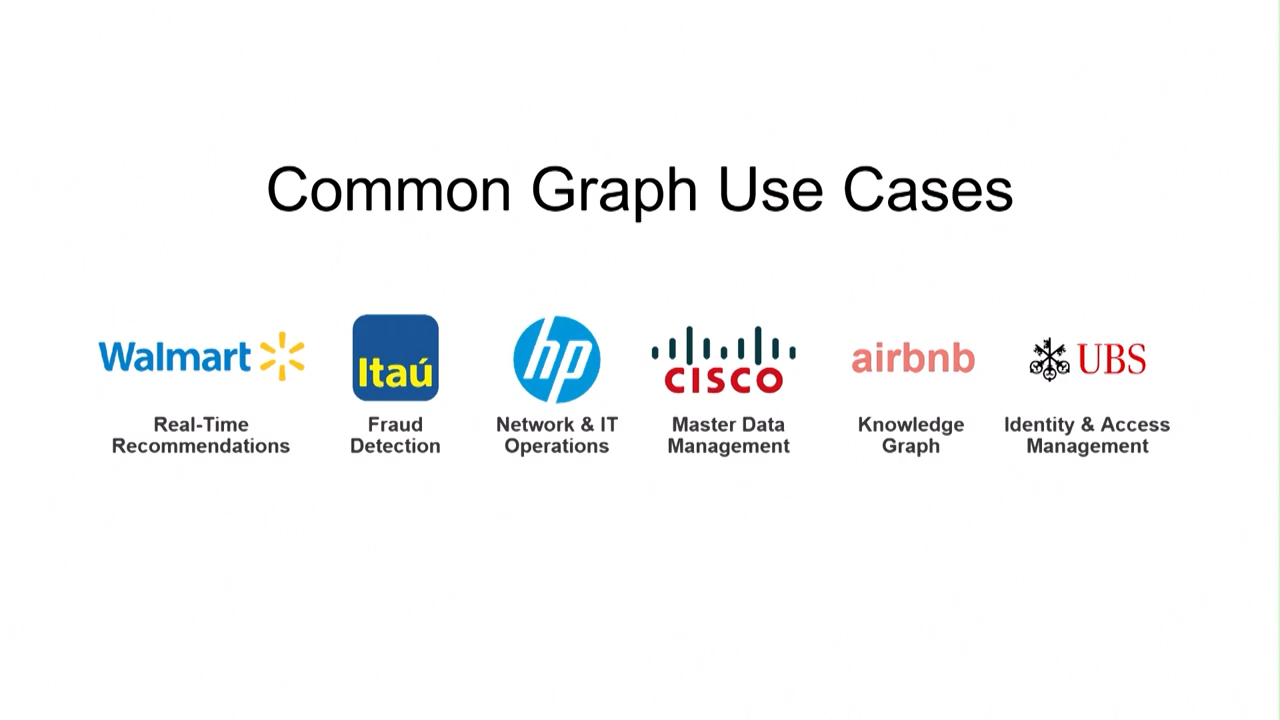 Common Graph Use Cases
Walmart
Itaú
hp
CISCO
airbnb
UBS
Real-Time
Recommendations
Fraud
Detection
Network & IT
Operations
Master Data
Management
Knowledge
Graph
Identity & Access
Management